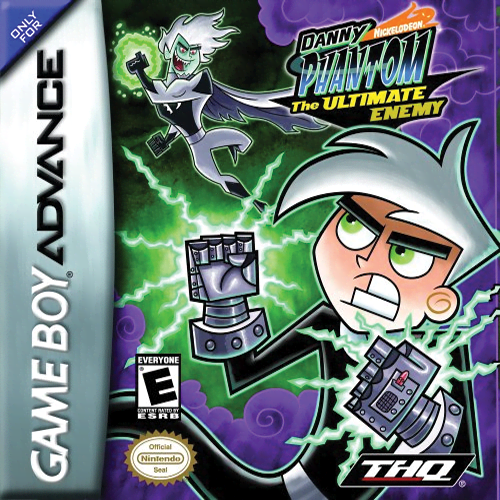 ONLY
FOR
GAME BOY ADVANCE
NICKELODEON
DANNY
PHANTOM
The ULTIMATE
ENEMY
EVERYONE
E
CONTENT RATED BY
ESRB
Official
Nintendo
Seal
THQ